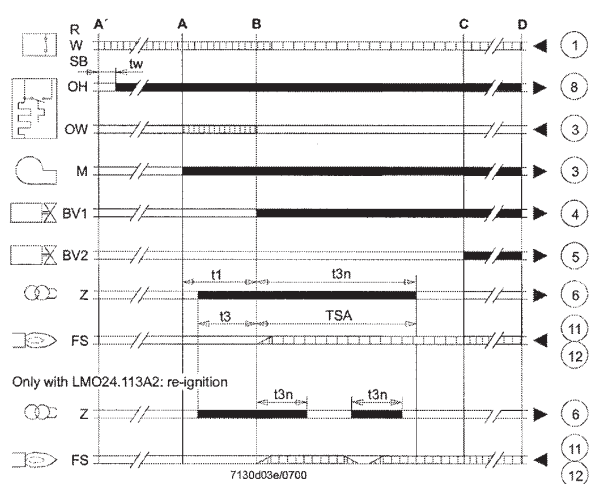 A´ A B C D
R
W 1
SB
tw
OH 8
OW 3
M 3
BV1 4
BV2 5
t1 t3n
Z 6
t3 TSA
FS 11
12
Only with LMO24.113A2: re-ignition
t3n t3n
Z 6
FS 11
12
7130d03e/0700